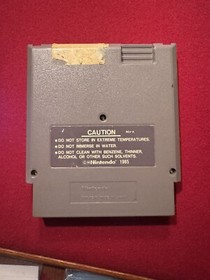 CAUTION
●DO NOT STORE IN EXTREME TEMPERATURES.
●DO NOT IMMERSE IN WATER.
●DO NOT CLEAN WITH BENZENE, THINNER,
ALCOHOL OR OTHER SUCH SOLVENTS.
Nintendo 1985